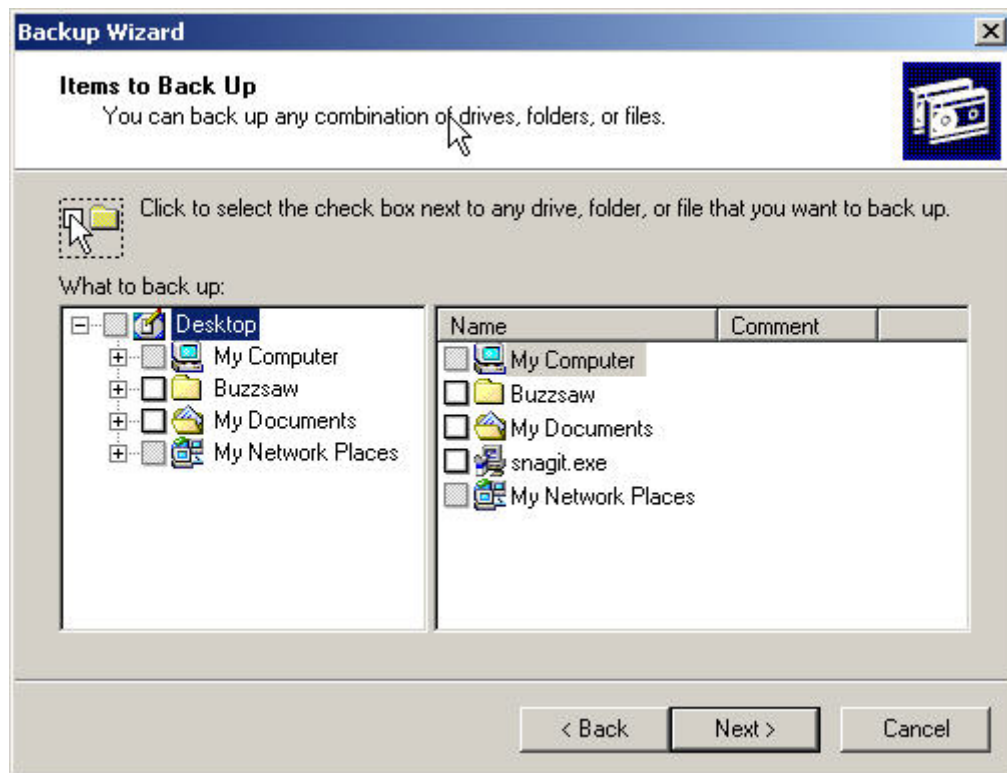 Backup Wizard
Items to Back Up
You can back up any combination of drives, folders, or files.
Click to select the check box next to any drive, folder, or file that you want to back up.
What to back up:
Desktop
My Computer
Buzzsaw
My Documents
My Network Places
Name Comment
My Computer
Buzzsaw
My Documents
snagit.exe
My Network Places
< Back Next > Cancel